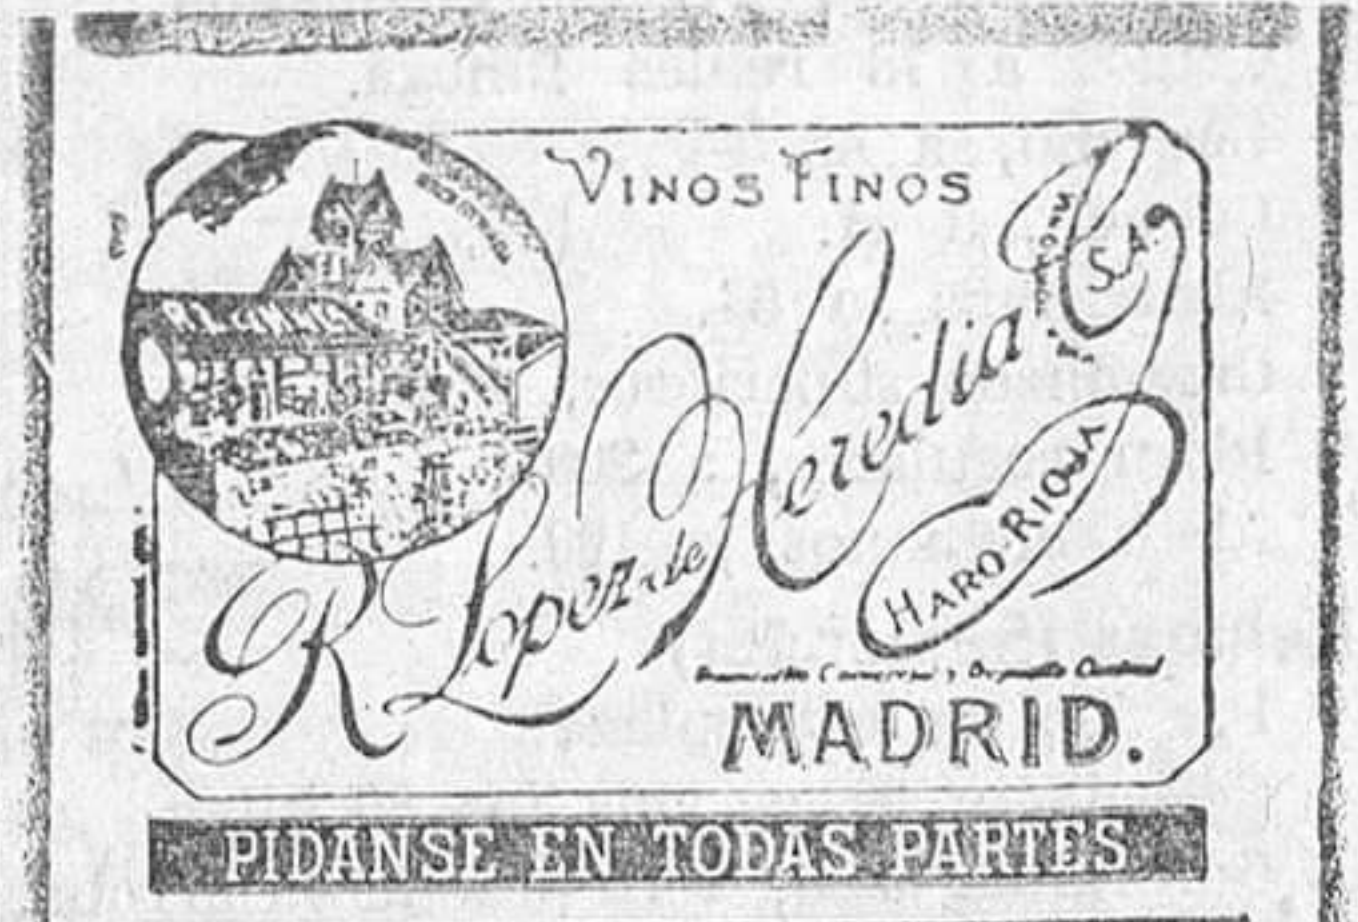 VINOS FINOS
R. Lopez de Heredia
S.A.
HARO-RIOJA
MADRID.
PIDANSE EN TODAS PARTES